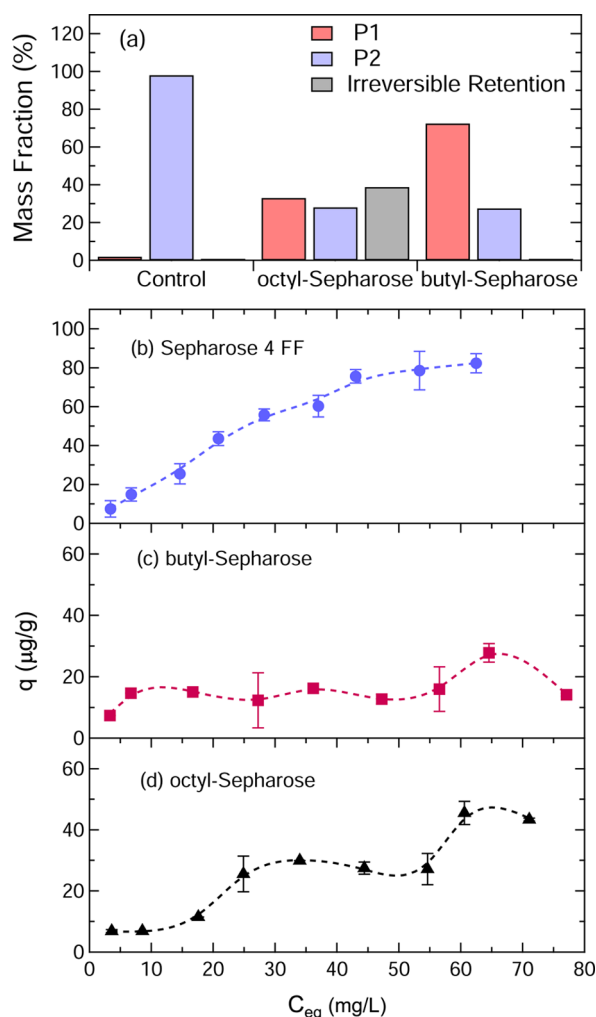 120
100
80
60
40
20
0
Mass Fraction (%)
(a)
P1
P2
Irreversible Retention
Control
octyl-Sepharose
butyl-Sepharose
100
80
60
40
20
0
(b) Sepharose 4 FF
60
40
20
0
(c) butyl-Sepharose
q (μg/g)
60
40
20
0
(d) octyl-Sepharose
0 10 20 30 40 50 60 70 80
Ceq (mg/L)